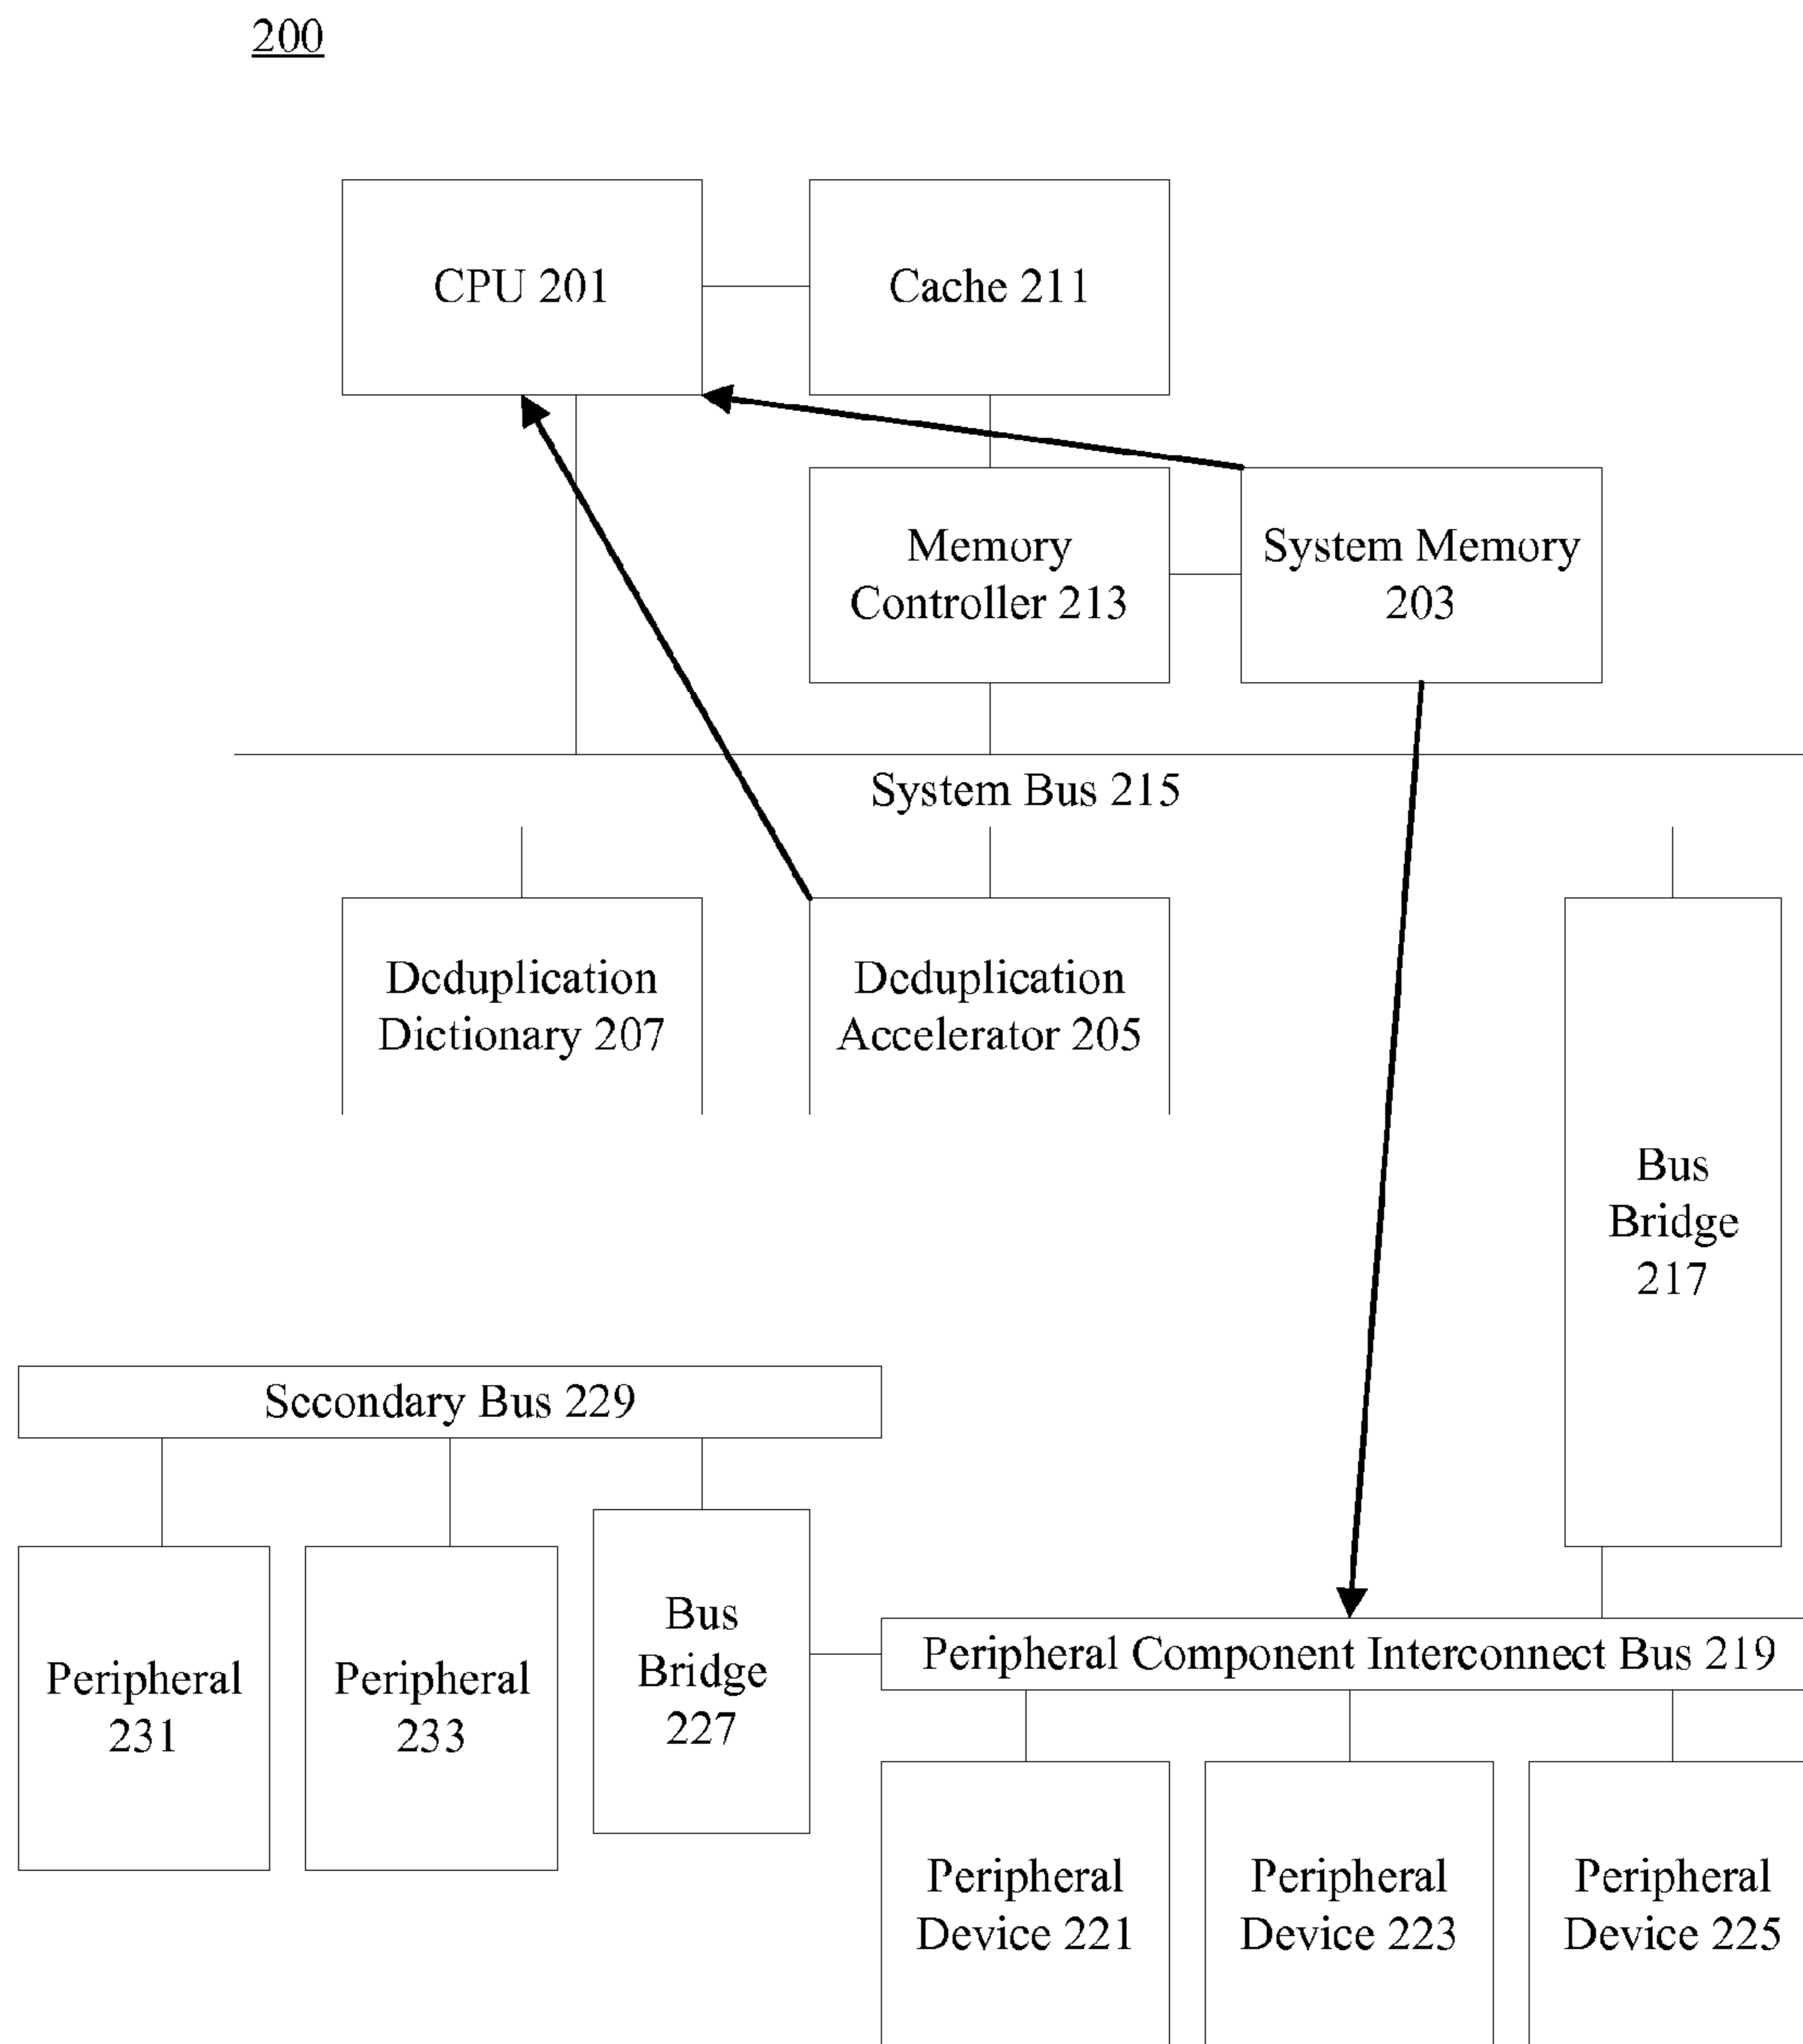 200
CPU 201
Cache 211
Memory
Controller 213
System Memory
203
System Bus 215
Deduplication
Dictionary 207
Deduplication
Accelerator 205
Bus
Bridge
217
Secondary Bus 229
Peripheral
231
Peripheral
233
Bus
Bridge
227
Peripheral Component Interconnect Bus 219
Peripheral
Device 221
Peripheral
Device 223
Peripheral
Device 225